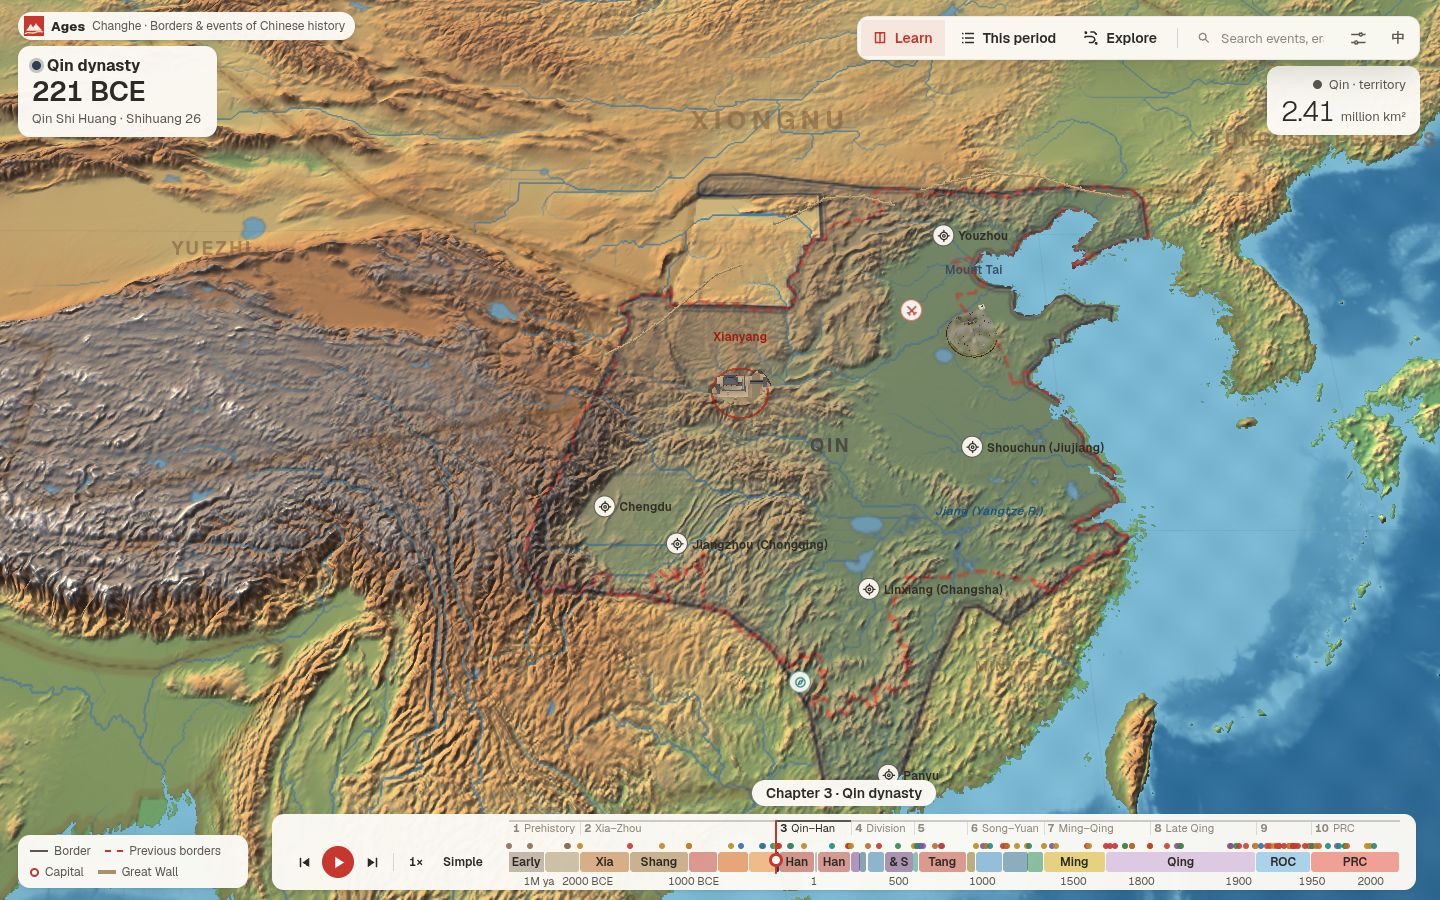 Ages Changhe · Borders & events of Chinese history
Qin dynasty
221 BCE
Qin Shi Huang · Shihuang 26
Learn
This period
Explore
Search events, er
中
Qin · territory
2.41 million km²
XIONGNU
YUEZHI
Youzhou
Mount Tai
Xianyang
QIN
Shouchun (Jiujiang)
Chengdu
Jiang (Yangtze R.)
Jiangzhou (Chongqing)
Linxiang (Changsha)
Panyu
Chapter 3 · Qin dynasty
Border
Previous borders
Capital
Great Wall
1×
Simple
1 Prehistory
2 Xia–Zhou
3 Qin–Han
4 Division
5
6 Song–Yuan
7 Ming–Qing
8 Late Qing
9
10 PRC
Early
Xia
Shang
Han
Han
& S
Tang
Ming
Qing
ROC
PRC
1M ya
2000 BCE
1000 BCE
1
500
1000
1500
1800
1900
1950
2000